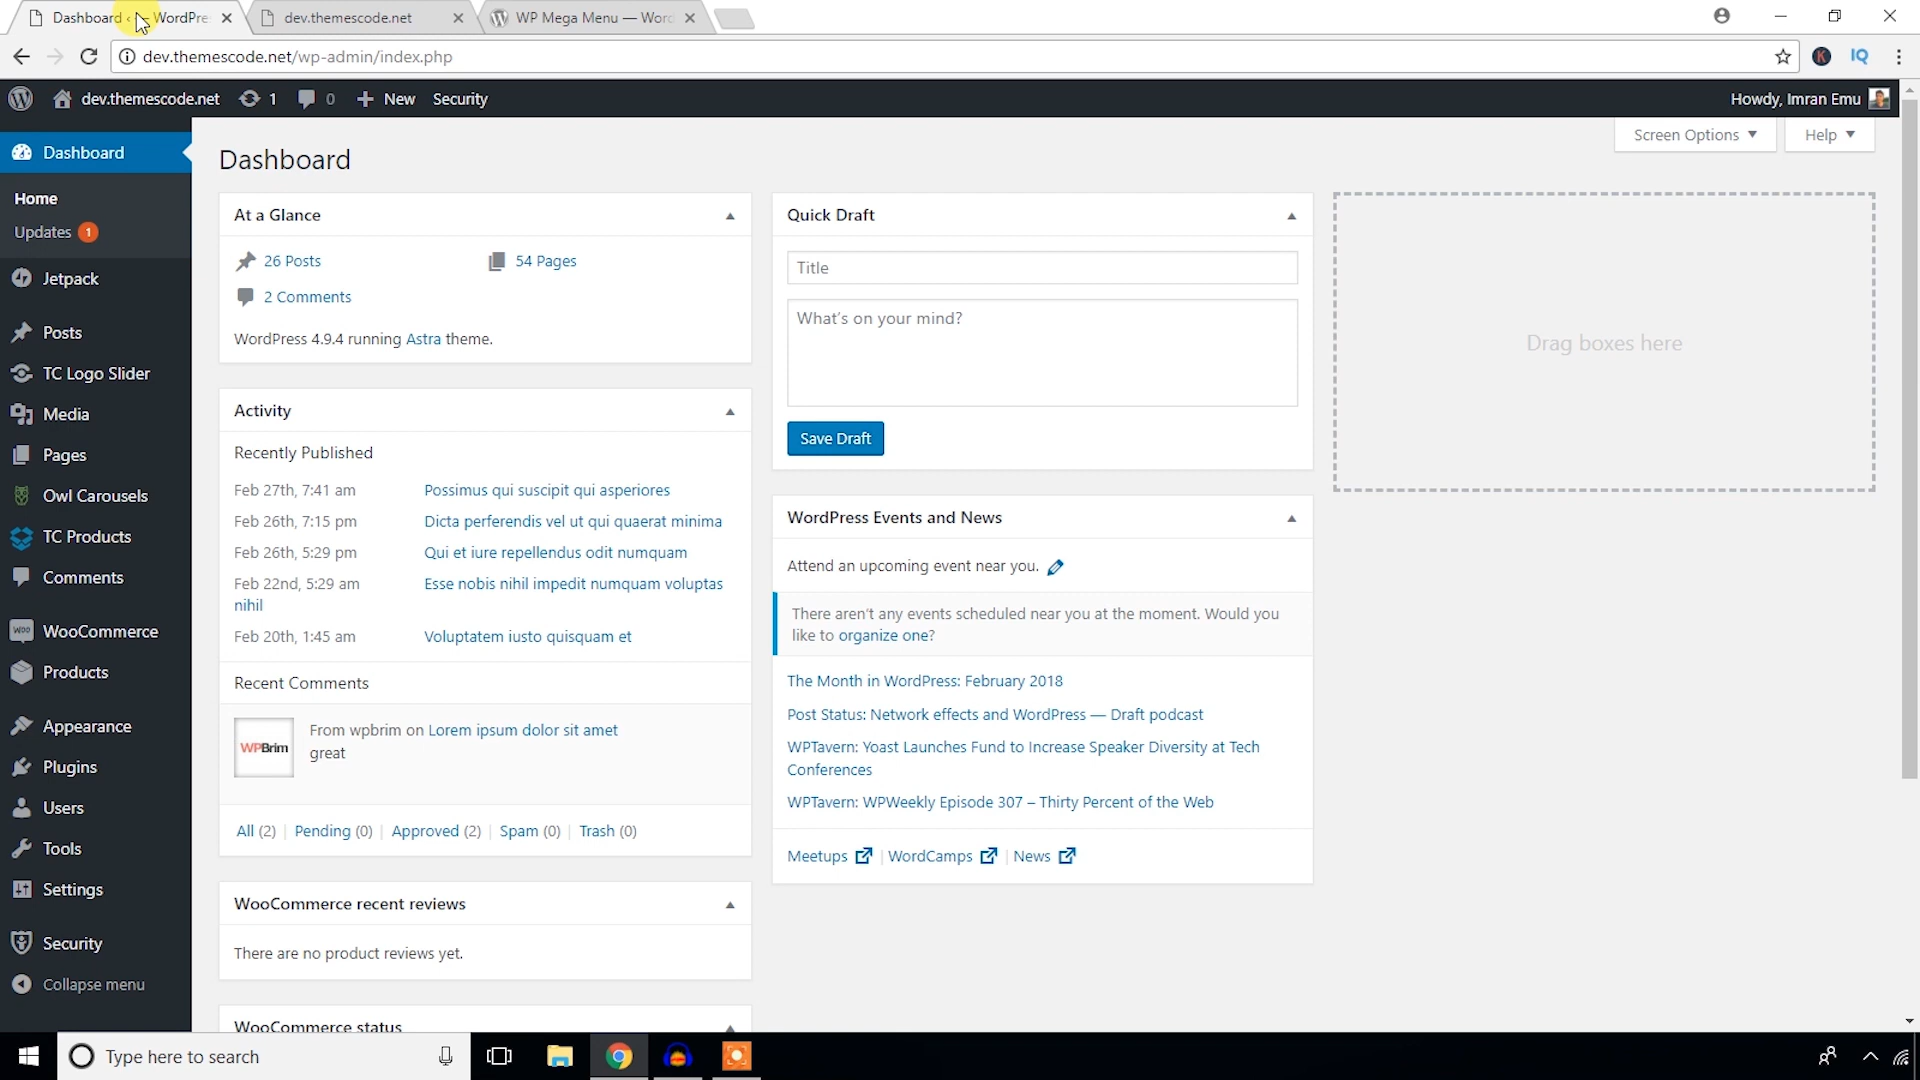 Dashboard ‹ — WordPre
dev.themescode.net
WP Mega Menu — Word
dev.themescode.net/wp-admin/index.php
K
IQ
dev.themescode.net
1
0
New
Security
Howdy, Imran Emu
Screen Options
Help
Dashboard
Home
Updates 1
Jetpack
Posts
TC Logo Slider
Media
Pages
Owl Carousels
TC Products
Comments
WooCommerce
Products
Appearance
Plugins
Users
Tools
Settings
Security
Collapse menu
Dashboard
At a Glance
26 Posts
54 Pages
2 Comments
WordPress 4.9.4 running Astra theme.
Activity
Recently Published
Feb 27th, 7:41 am Possimus qui suscipit qui asperiores
Feb 26th, 7:15 pm Dicta perferendis vel ut qui quaerat minima
Feb 26th, 5:29 pm Qui et iure repellendus odit numquam
Feb 22nd, 5:29 am Esse nobis nihil impedit numquam voluptas
nihil
Feb 20th, 1:45 am Voluptatem iusto quisquam et
Recent Comments
WPBrim
From wpbrim on Lorem ipsum dolor sit amet
great
All (2) | Pending (0) | Approved (2) | Spam (0) | Trash (0)
WooCommerce recent reviews
There are no product reviews yet.
WooCommerce status
Quick Draft
Title
What's on your mind?
Save Draft
WordPress Events and News
Attend an upcoming event near you.
There aren't any events scheduled near you at the moment. Would you
like to organize one?
The Month in WordPress: February 2018
Post Status: Network effects and WordPress — Draft podcast
WPTavern: Yoast Launches Fund to Increase Speaker Diversity at Tech
Conferences
WPTavern: WPWeekly Episode 307 – Thirty Percent of the Web
Meetups | WordCamps | News
Drag boxes here
Type here to search